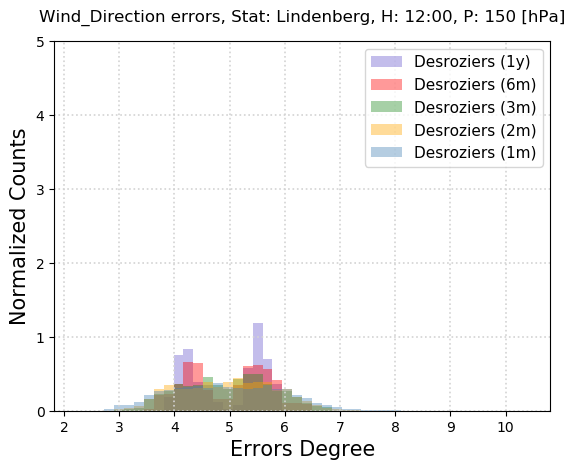 Wind_Direction errors, Stat: Lindenberg, H: 12:00, P: 150 [hPa]
5
4
3
2
1
0
Normalized Counts
Desroziers (1y)
Desroziers (6m)
Desroziers (3m)
Desroziers (2m)
Desroziers (1m)
2 3 4 5 6 7 8 9 10
Errors Degree